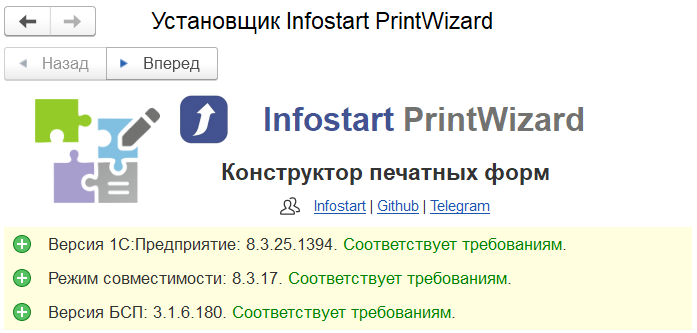 Установщик Infostart PrintWizard
Назад Вперед
Infostart PrintWizard
Конструктор печатных форм
Infostart | Github | Telegram
Версия 1С:Предприятие: 8.3.25.1394. Соответствует требованиям.
Режим совместимости: 8.3.17. Соответствует требованиям.
Версия БСП: 3.1.6.180. Соответствует требованиям.